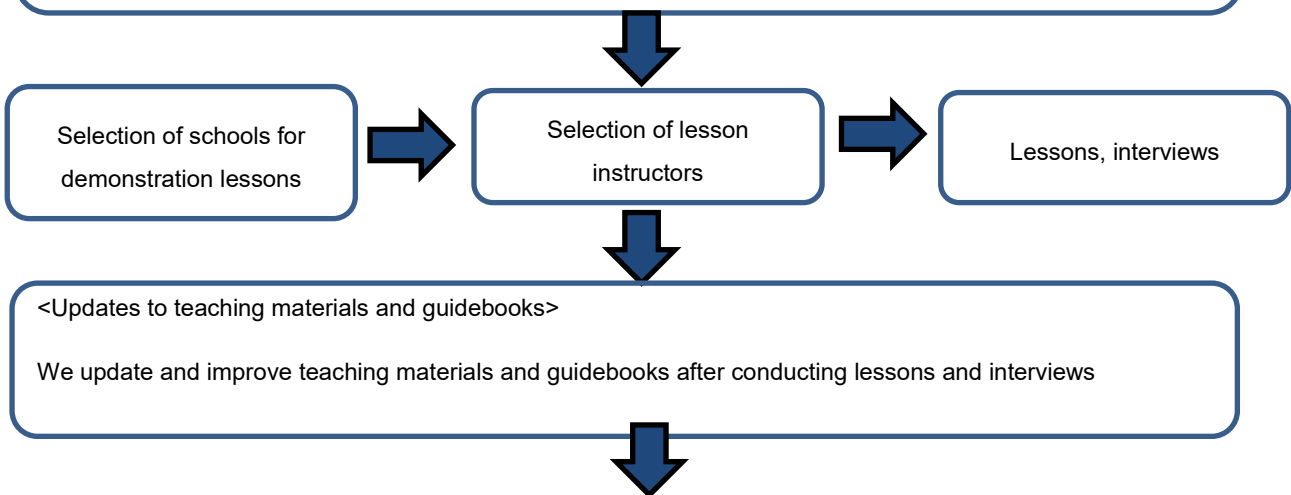 Selection of schools for
demonstration lessons
Selection of lesson
instructors
Lessons, interviews
<Updates to teaching materials and guidebooks>
We update and improve teaching materials and guidebooks after conducting lessons and interviews